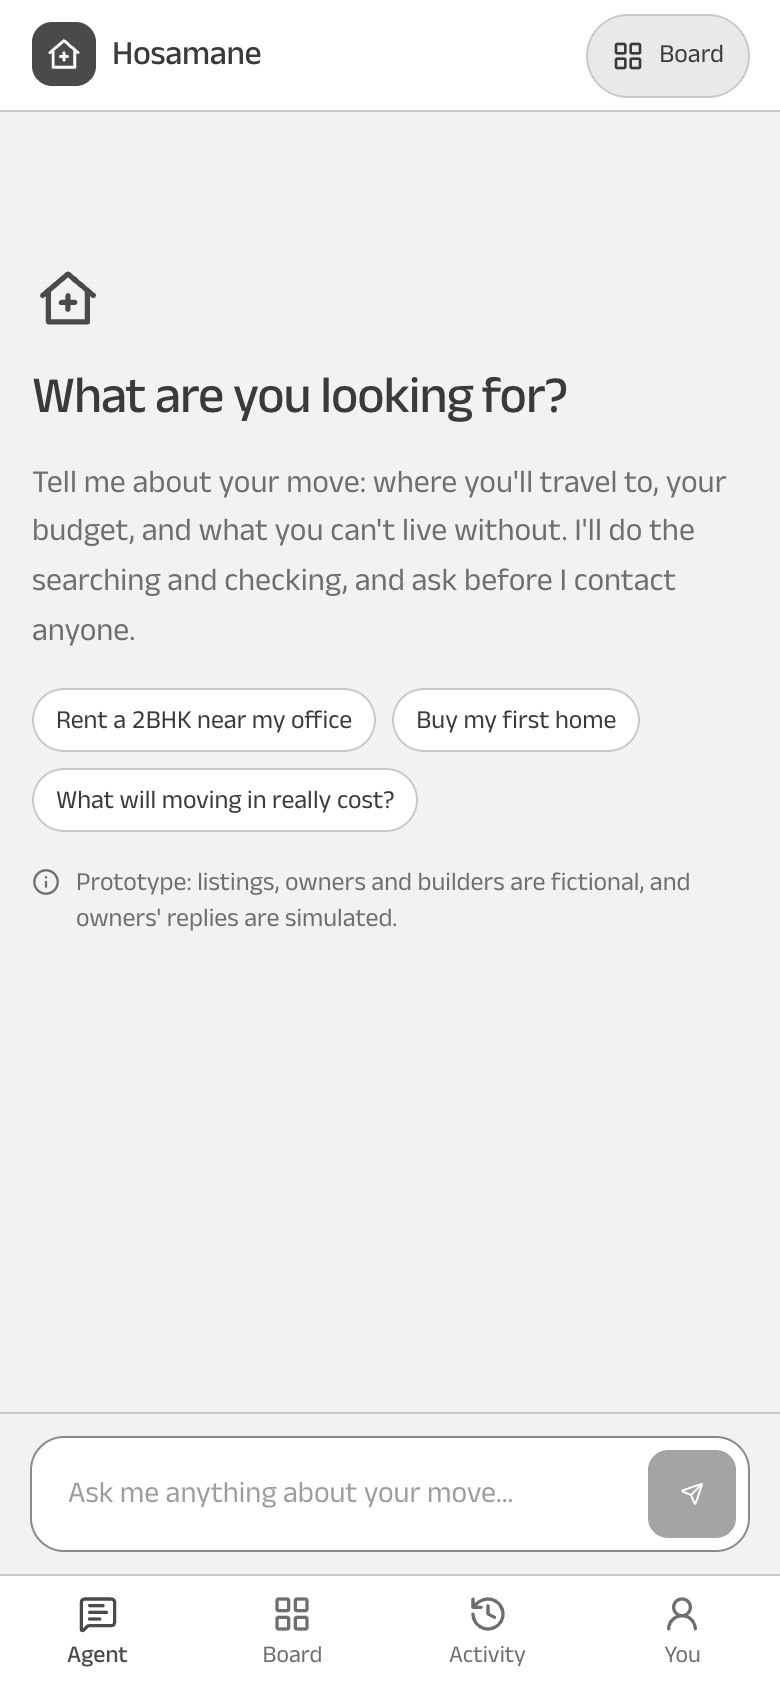 Hosamane
Board
What are you looking for?
Tell me about your move: where you'll travel to, your
budget, and what you can't live without. I'll do the
searching and checking, and ask before I contact
anyone.
Rent a 2BHK near my office
Buy my first home
What will moving in really cost?
Prototype: listings, owners and builders are fictional, and
owners' replies are simulated.
Ask me anything about your move...
Agent
Board
Activity
You